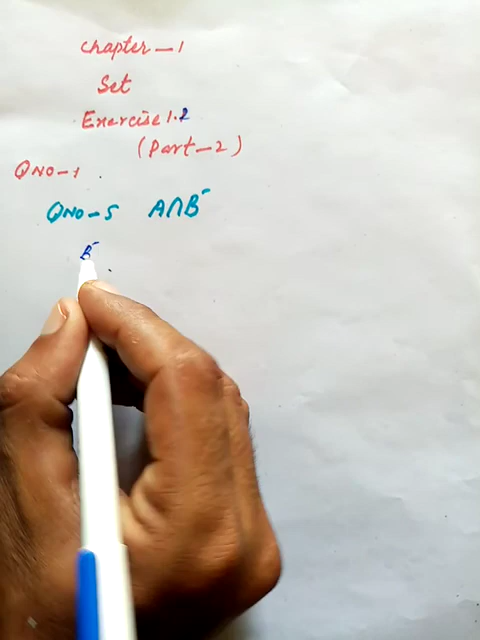 Chapter - 1
Set
Exercise 1.2
(Part - 2)
QNO - 1
QNO - 5 A∩B⁻
B⁻